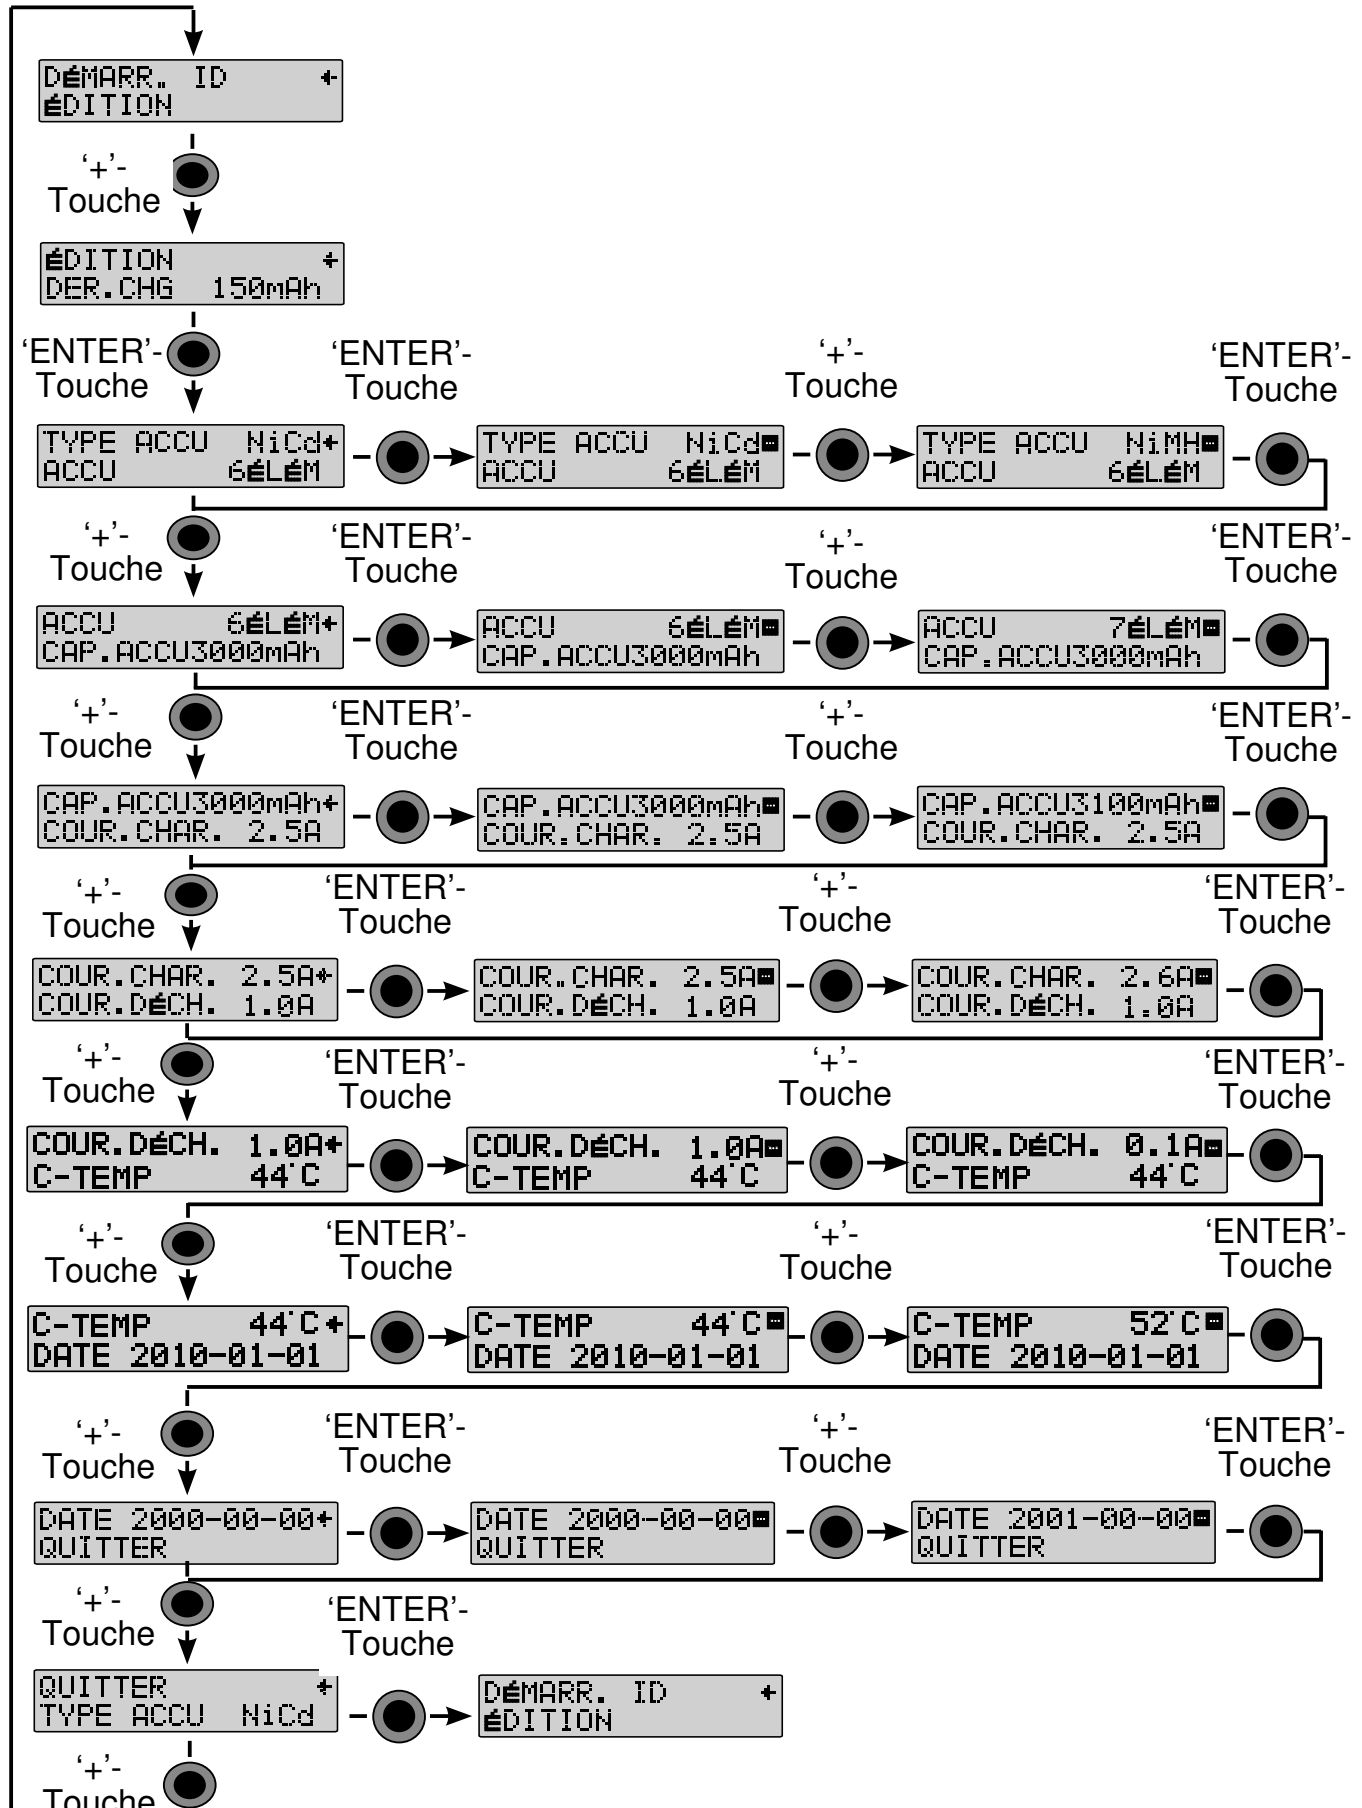 DÉMARR. ID
ÉDITION
‘+’-
Touche
ÉDITION
DER.CHG 150mAh
‘ENTER’-
Touche
‘ENTER’-
Touche
‘+’-
Touche
‘ENTER’-
Touche
TYPE ACCU NiCd
ACCU 6ÉLÉM
TYPE ACCU NiCd
ACCU 6ÉLÉM
TYPE ACCU NiMH
ACCU 6ÉLÉM
‘+’-
Touche
‘ENTER’-
Touche
‘+’-
Touche
‘ENTER’-
Touche
ACCU 6ÉLÉM
CAP.ACCU3000mAh
ACCU 6ÉLÉM
CAP.ACCU3000mAh
ACCU 7ÉLÉM
CAP.ACCU3000mAh
‘+’-
Touche
‘ENTER’-
Touche
‘+’-
Touche
‘ENTER’-
Touche
CAP.ACCU3000mAh
COUR.CHAR. 2.5A
CAP.ACCU3000mAh
COUR.CHAR. 2.5A
CAP.ACCU3100mAh
COUR.CHAR. 2.5A
‘+’-
Touche
‘ENTER’-
Touche
‘+’-
Touche
‘ENTER’-
Touche
COUR.CHAR. 2.5A
COUR.DÉCH. 1.0A
COUR.CHAR. 2.5A
COUR.DÉCH. 1.0A
COUR.CHAR. 2.6A
COUR.DÉCH. 1.0A
‘+’-
Touche
‘ENTER’-
Touche
‘+’-
Touche
‘ENTER’-
Touche
COUR.DÉCH. 1.0A
C-TEMP 44°C
COUR.DÉCH. 1.0A
C-TEMP 44°C
COUR.DÉCH. 0.1A
C-TEMP 44°C
‘+’-
Touche
‘ENTER’-
Touche
‘+’-
Touche
‘ENTER’-
Touche
C-TEMP 44°C
DATE 2010-01-01
C-TEMP 44°C
DATE 2010-01-01
C-TEMP 52°C
DATE 2010-01-01
‘+’-
Touche
‘ENTER’-
Touche
‘+’-
Touche
‘ENTER’-
Touche
DATE 2000-00-00
QUITTER
DATE 2000-00-00
QUITTER
DATE 2001-00-00
QUITTER
‘+’-
Touche
‘ENTER’-
Touche
QUITTER
TYPE ACCU NiCd
DÉMARR. ID
ÉDITION
‘+’-
Touche